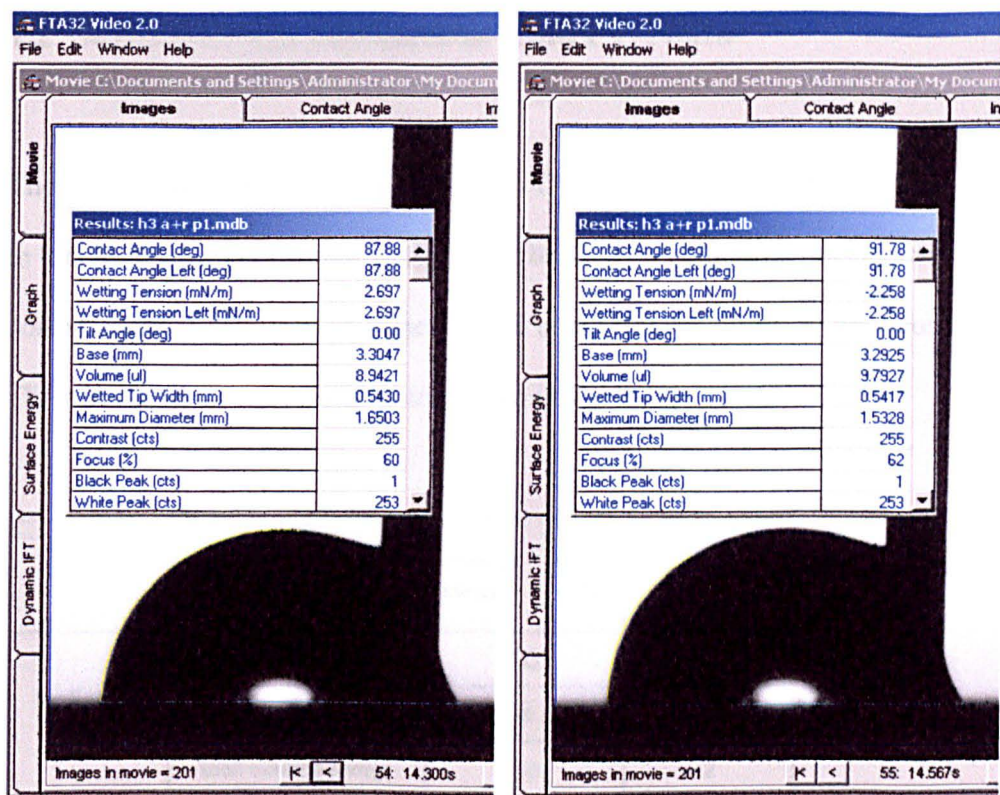 FTA32 Video 2.0
File Edit Window Help
Movie C:\Documents and Settings\Administrator\My Docum
Images Contact Angle
Movie
Graph
Surface Energy
Dynamic IFT
Results: h3 a+r p1.mdb
Contact Angle (deg) 87.88
Contact Angle Left (deg) 87.88
Wetting Tension (mN/m) 2.697
Wetting Tension Left (mN/m) 2.697
Tilt Angle (deg) 0.00
Base (mm) 3.3047
Volume (ul) 8.9421
Wetted Tip Width (mm) 0.5430
Maximum Diameter (mm) 1.6503
Contrast (cts) 255
Focus (%) 60
Black Peak (cts) 1
White Peak (cts) 253
Images in movie = 201 |< < 54: 14.300s
FTA32 Video 2.0
File Edit Window Help
Movie C:\Documents and Settings\Administrator\My Docum
Images Contact Angle In
Movie
Graph
Surface Energy
Dynamic IFT
Results: h3 a+r p1.mdb
Contact Angle (deg) 91.78
Contact Angle Left (deg) 91.78
Wetting Tension (mN/m) -2.258
Wetting Tension Left (mN/m) -2.258
Tilt Angle (deg) 0.00
Base (mm) 3.2925
Volume (ul) 9.7927
Wetted Tip Width (mm) 0.5417
Maximum Diameter (mm) 1.5328
Contrast (cts) 255
Focus (%) 62
Black Peak (cts) 1
White Peak (cts) 253
Images in movie = 201 |< < 55: 14.567s